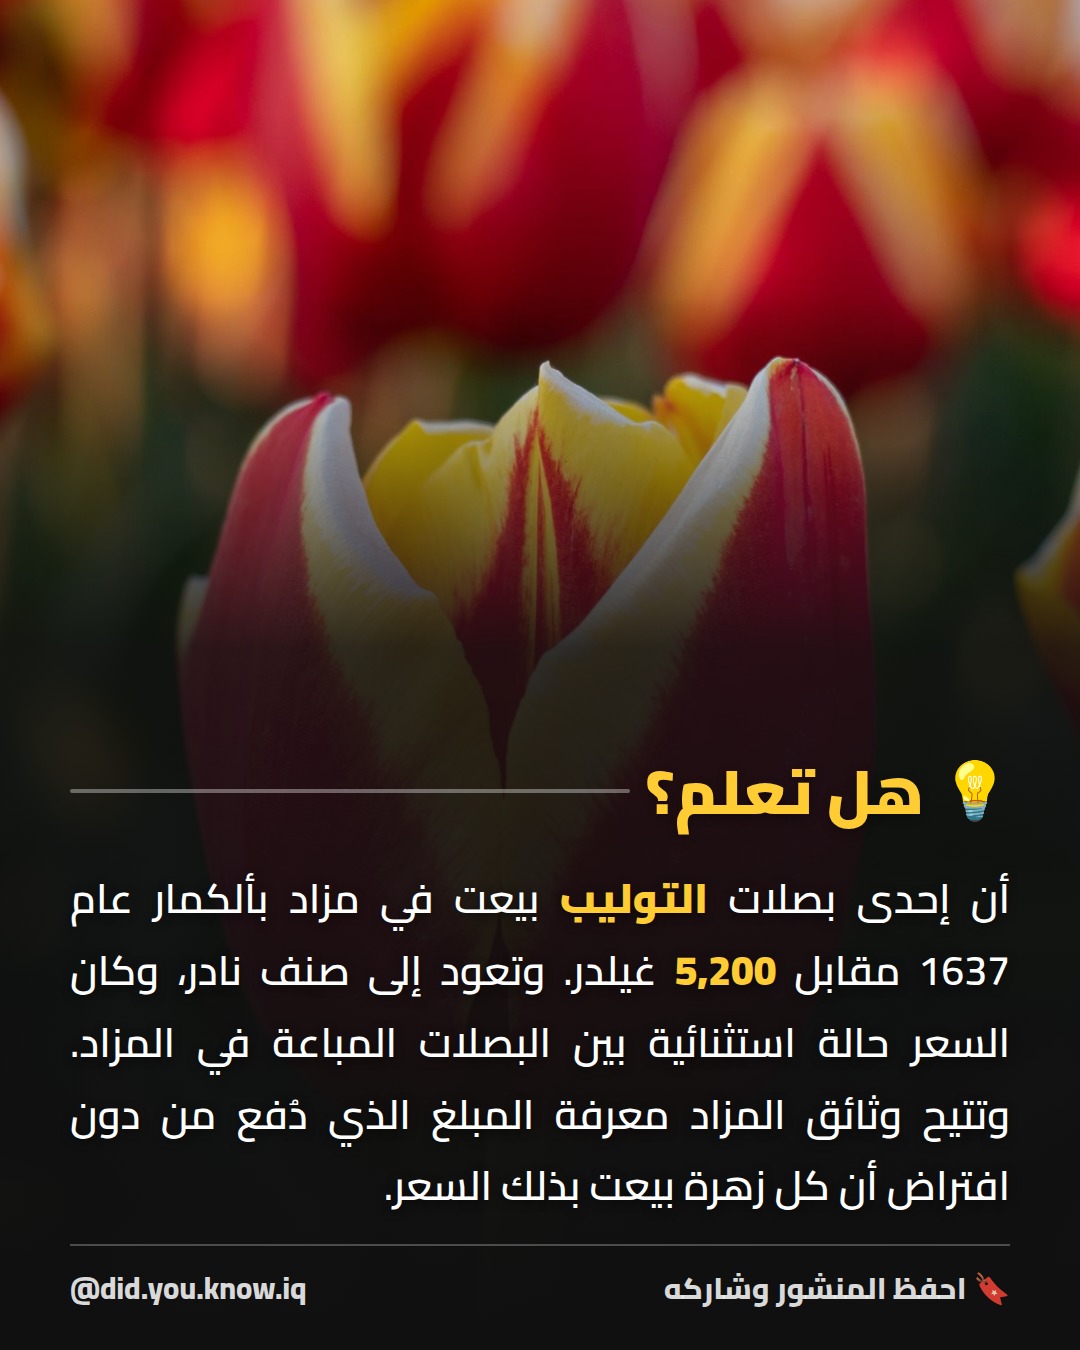 💡 هل تعلم؟
أن إحدى بصلات التوليب بيعت في مزاد بألكمار عام
1637 مقابل 5,200 غيلدر. وتعود إلى صنف نادر، وكان
السعر حالة استثنائية بين البصلات المباعة في المزاد.
وتتيح وثائق المزاد معرفة المبلغ الذي دُفع من دون
افتراض أن كل زهرة بيعت بذلك السعر.
🔖 احفظ المنشور وشاركه
@did.you.know.iq